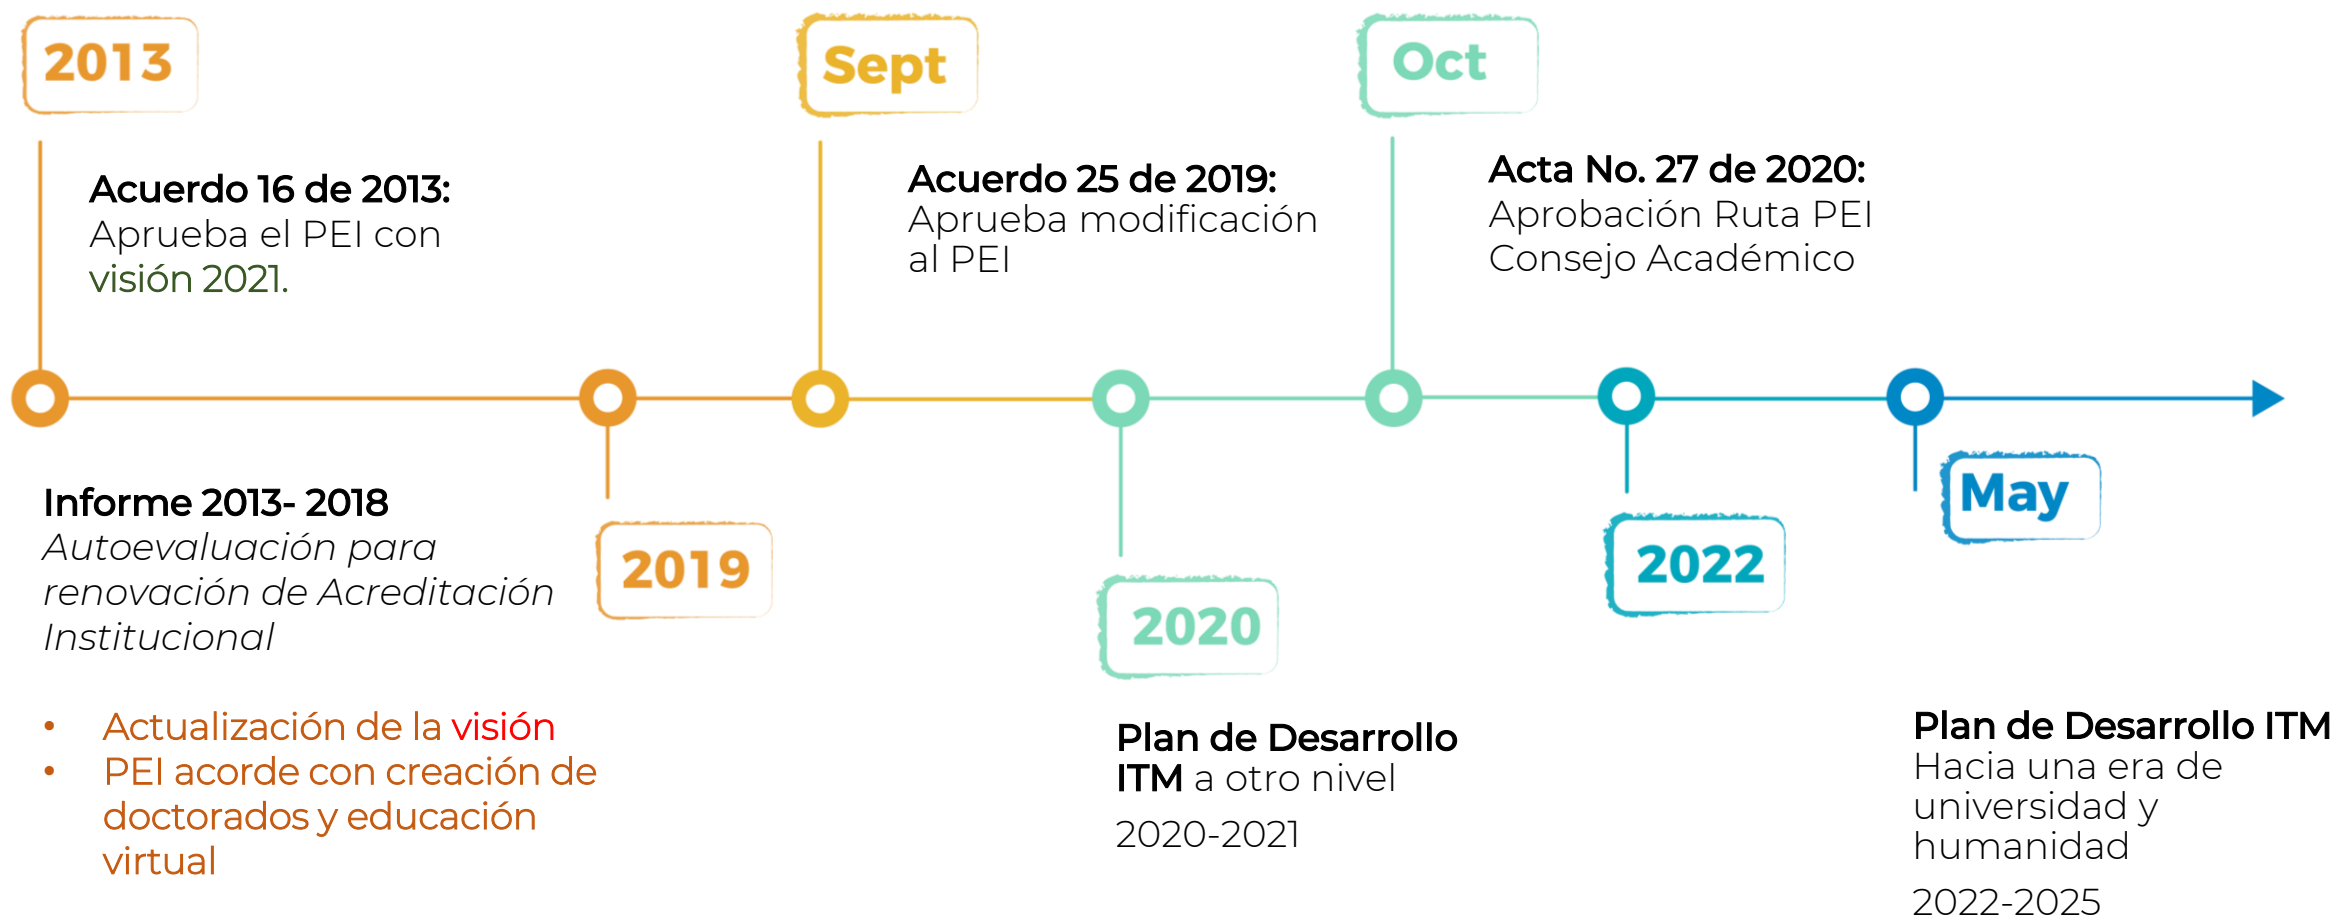 2013
Acuerdo 16 de 2013:
Aprueba el PEI con
visión 2021.
Sept
Acuerdo 25 de 2019:
Aprueba modificación
al PEI
Oct
Acta No. 27 de 2020:
Aprobación Ruta PEI
Consejo Académico
Informe 2013- 2018
Autoevaluación para
renovación de Acreditación
Institucional
• Actualización de la visión
• PEI acorde con creación de
doctorados y educación
virtual
2019
2020
Plan de Desarrollo
ITM a otro nivel
2020-2021
2022
May
Plan de Desarrollo ITM
Hacia una era de
universidad y
humanidad
2022-2025